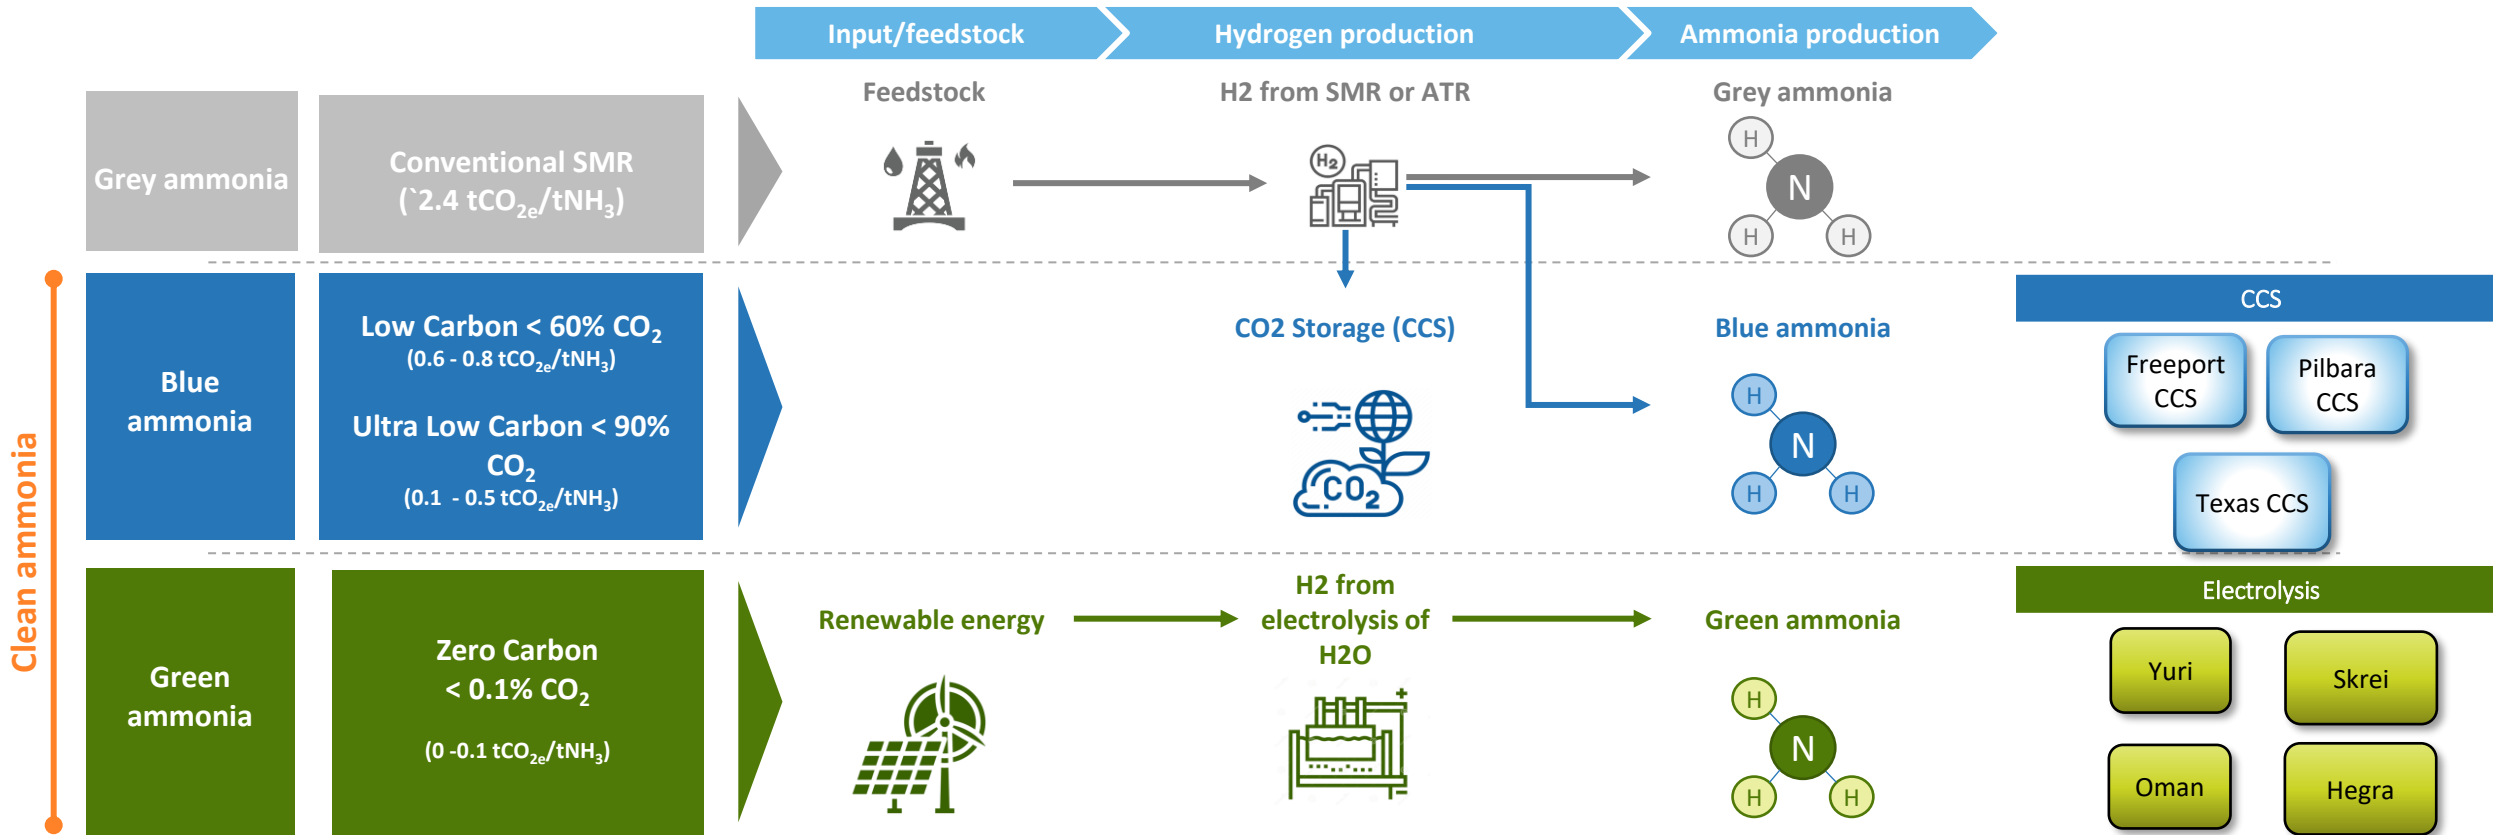 Input/feedstock
Hydrogen production
Ammonia production
Feedstock
H2 from SMR or ATR
Grey ammonia
Grey ammonia
Conventional SMR
(`2.4 tCO₂ₑ/tNH₃)
H₂
H
N
H
H
Clean ammonia
Blue
ammonia
Low Carbon < 60% CO₂
(0.6 - 0.8 tCO₂ₑ/tNH₃)
Ultra Low Carbon < 90%
CO₂
(0.1 - 0.5 tCO₂ₑ/tNH₃)
CO2 Storage (CCS)
CO₂
Blue ammonia
H
N
H
H
CCS
Freeport
CCS
Pilbara
CCS
Texas CCS
Green
ammonia
Zero Carbon
< 0.1% CO₂
(0 -0.1 tCO₂ₑ/tNH₃)
Renewable energy
H2 from
electrolysis of
H2O
Green ammonia
H
N
H
H
Electrolysis
Yuri
Skrei
Oman
Hegra